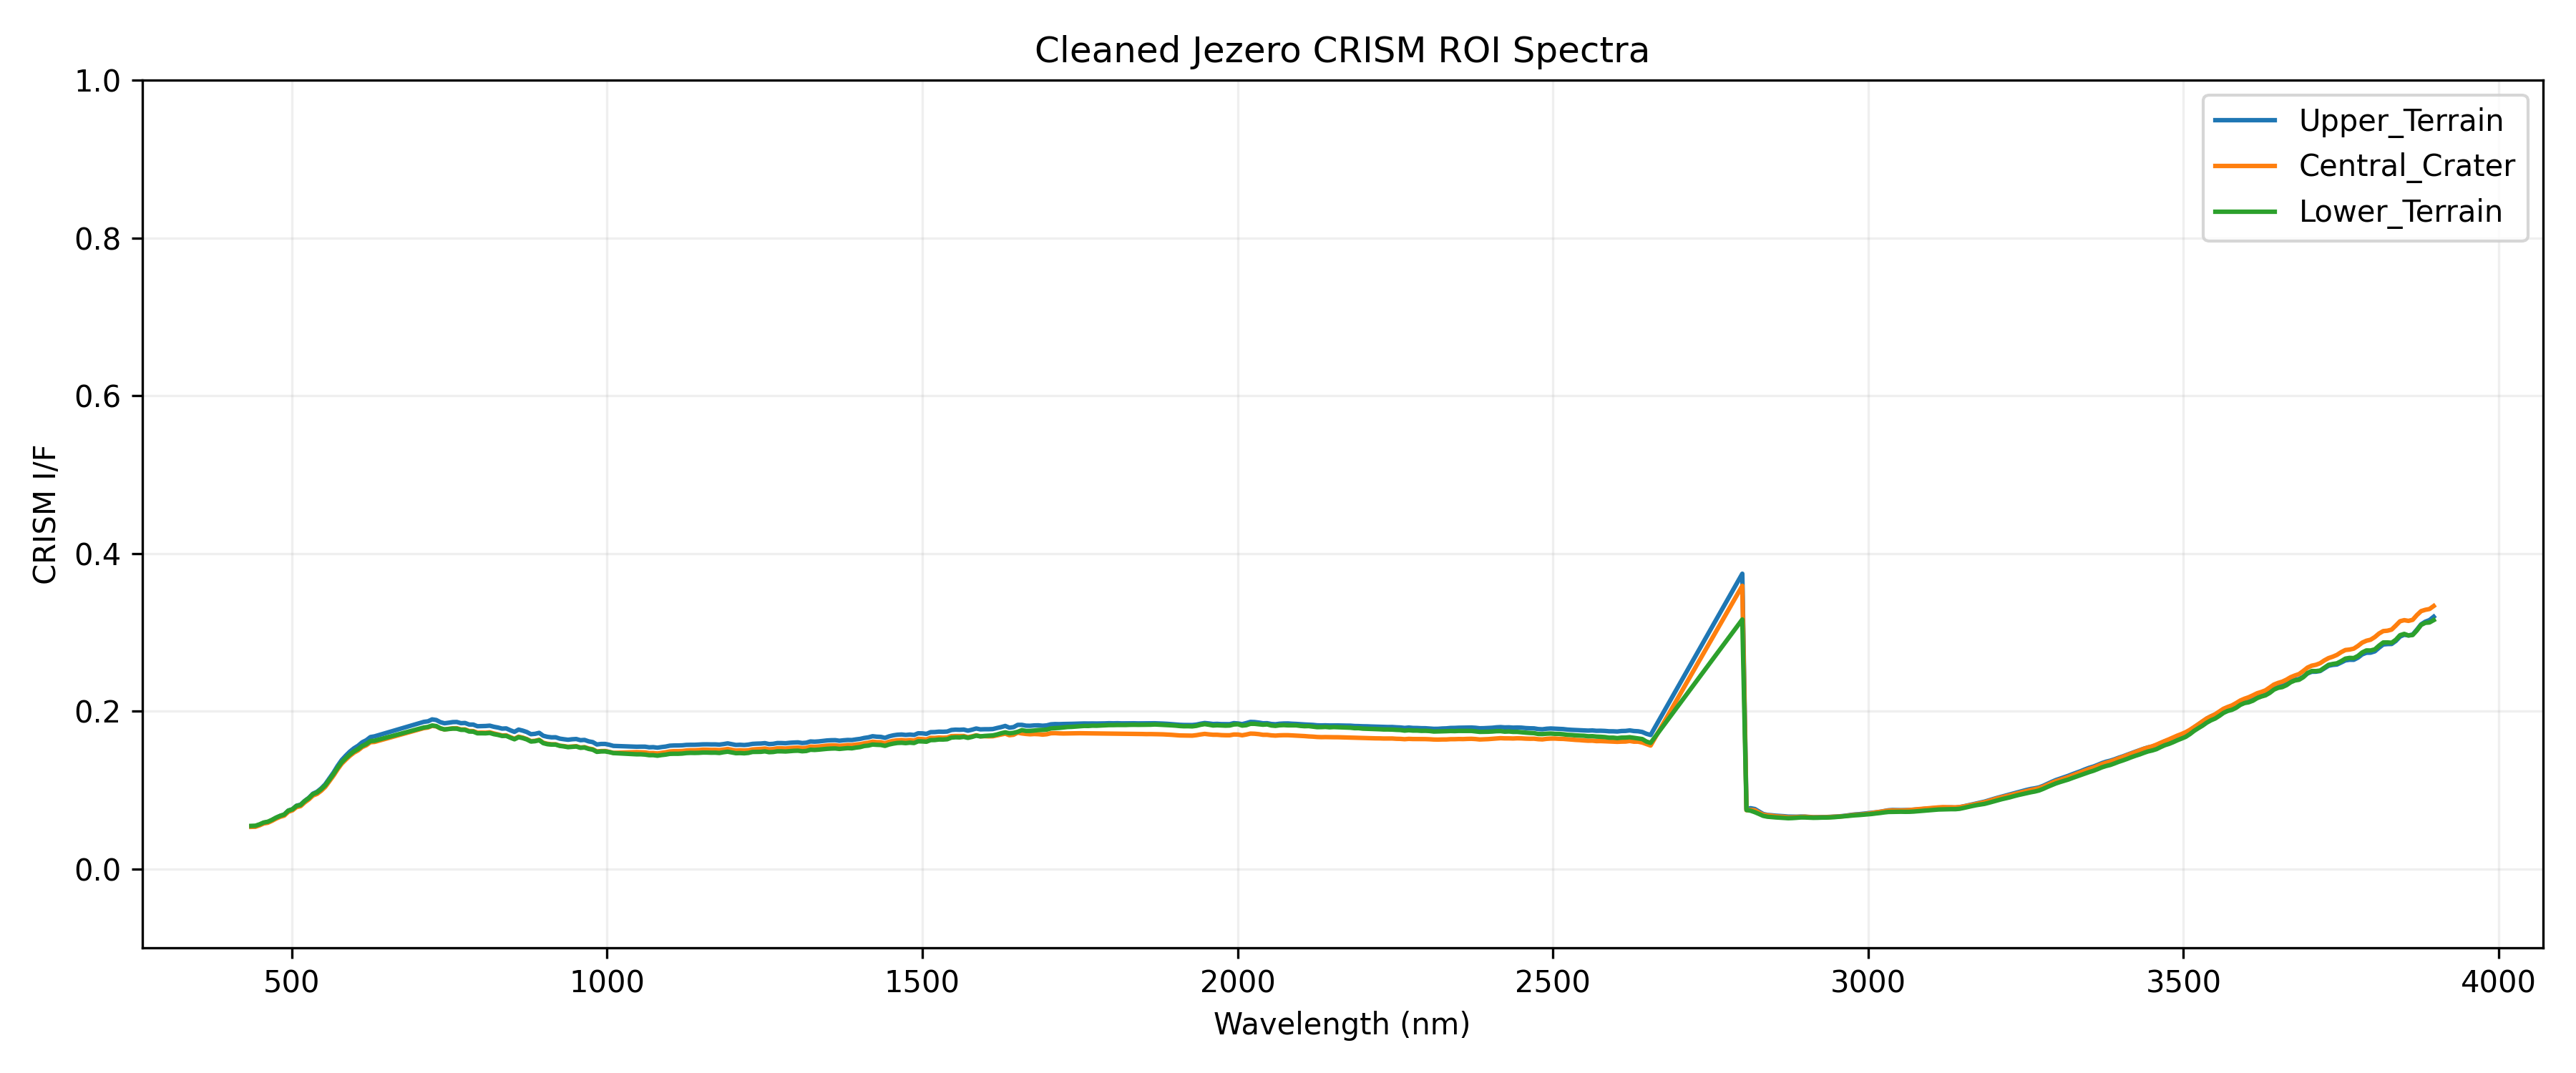 Cleaned Jezero CRISM ROI Spectra
1.0
0.8
0.6
0.4
0.2
0.0
CRISM I/F
Upper_Terrain
Central_Crater
Lower_Terrain
500 1000 1500 2000 2500 3000 3500 4000
Wavelength (nm)